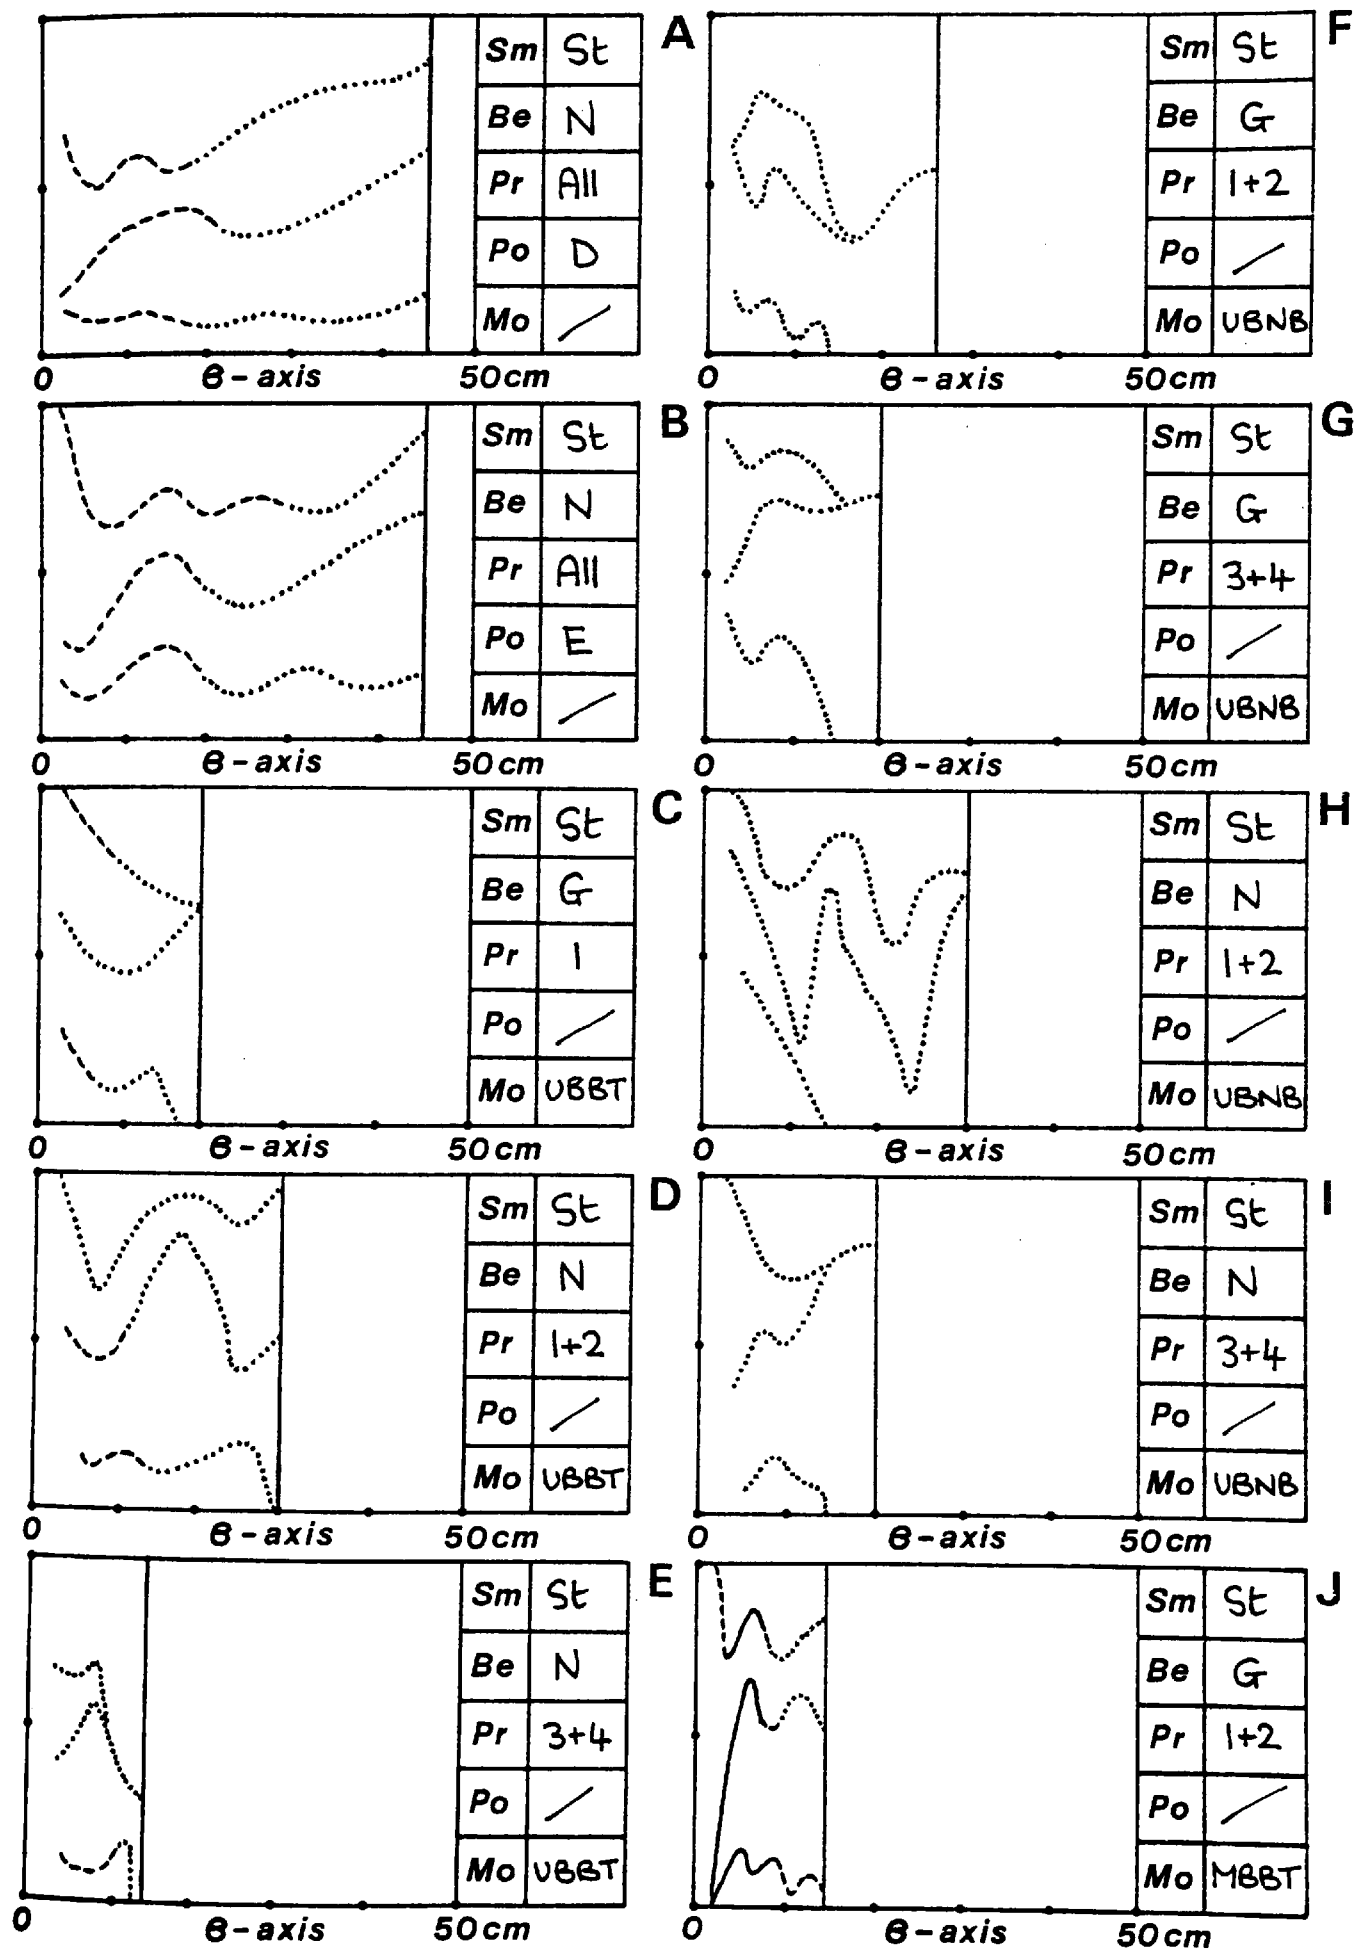 A
Sm St
Be N
Pr All
Po D
Mo /
0 ϐ-axis 50cm
B
Sm St
Be N
Pr All
Po E
Mo /
0 ϐ-axis 50cm
C
Sm St
Be G
Pr 1
Po /
Mo UBBT
0 ϐ-axis 50cm
D
Sm St
Be N
Pr 1+2
Po /
Mo UBBT
0 ϐ-axis 50cm
E
Sm St
Be N
Pr 3+4
Po /
Mo UBBT
0 ϐ-axis 50cm
F
Sm St
Be G
Pr 1+2
Po /
Mo UBNB
0 ϐ-axis 50cm
G
Sm St
Be G
Pr 3+4
Po /
Mo UBNB
0 ϐ-axis 50cm
H
Sm St
Be N
Pr 1+2
Po /
Mo UBNB
0 ϐ-axis 50cm
I
Sm St
Be N
Pr 3+4
Po /
Mo UBNB
0 ϐ-axis 50cm
J
Sm St
Be G
Pr 1+2
Po /
Mo MBBT
0 ϐ-axis 50cm